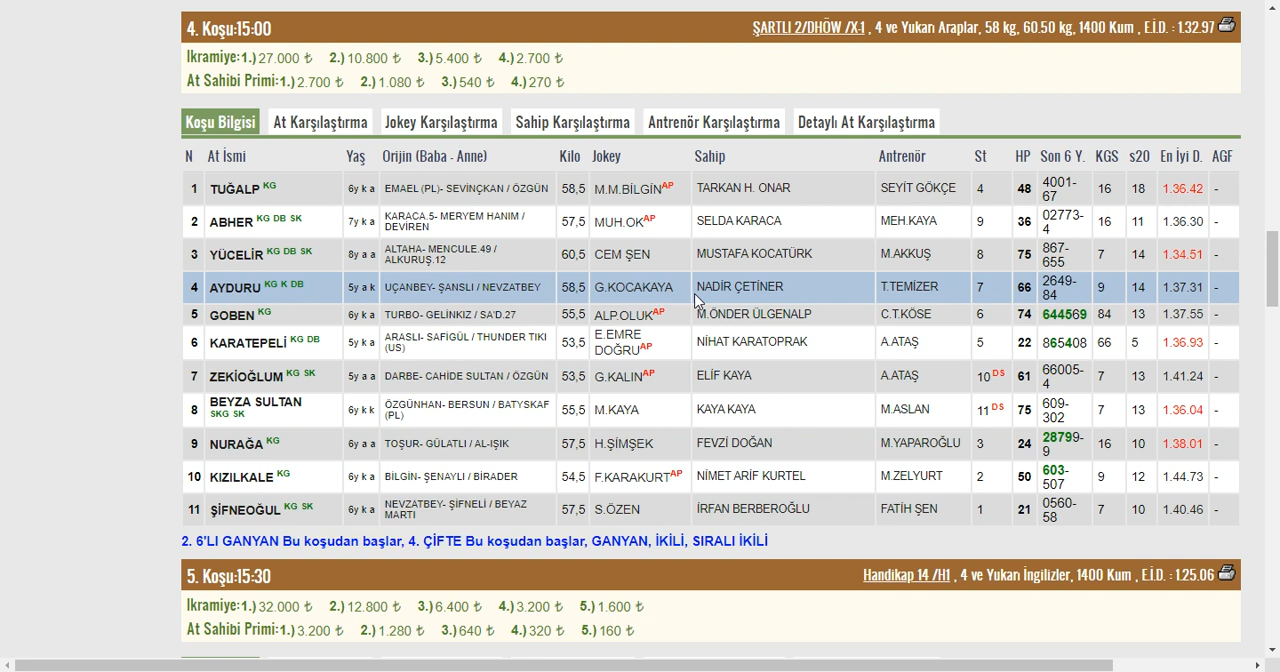 4. Koşu:15:00 ŞARTLI 2/DHÖW /X-1 , 4 ve Yukarı Araplar, 58 kg, 60.50 kg, 1400 Kum , E.İ.D. : 1.32.97
İkramiye:1.) 27.000 ₺ 2.) 10.800 ₺ 3.) 5.400 ₺ 4.) 2.700 ₺
At Sahibi Primi:1.) 2.700 ₺ 2.) 1.080 ₺ 3.) 540 ₺ 4.) 270 ₺
Koşu Bilgisi At Karşılaştırma Jokey Karşılaştırma Sahip Karşılaştırma Antrenör Karşılaştırma Detaylı At Karşılaştırma
N At İsmi Yaş Orijin (Baba - Anne) Kilo Jokey Sahip Antrenör St HP Son 6 Y. KGS s20 En İyi D. AGF
1 TUĞALP KG 6y k a EMAEL (PL)- SEVİNÇKAN / ÖZGÜN 58,5 M.M.BİLGİN AP TARKAN H. ONAR SEYİT GÖKÇE 4 48 4001-67 16 18 1.36.42 -
2 ABHER KG DB SK 7y k a KARACA.5- MERYEM HANIM / DEVİREN 57,5 MUH.OK AP SELDA KARACA MEH.KAYA 9 36 02773-4 16 11 1.36.30 -
3 YÜCELİR KG DB SK 8y a a ALTAHA- MENCULE.49 / ALKURUŞ.12 60,5 CEM ŞEN MUSTAFA KOCATÜRK M.AKKUŞ 8 75 867-655 7 14 1.34.51 -
4 AYDURU KG K DB 5y a k UÇANBEY- ŞANSLI / NEVZATBEY 58,5 G.KOCAKAYA NADİR ÇETİNER T.TEMİZER 7 66 2649-84 9 14 1.37.31 -
5 GOBEN KG 6y k a TURBO- GELİNKIZ / SA'D.27 55,5 ALP.OLUK AP M.ÖNDER ÜLGENALP C.T.KÖSE 6 74 644569 84 13 1.37.55 -
6 KARATEPELİ KG DB 5y k a ARASLI- SAFİGÜL / THUNDER TIKI (US) 53,5 E.EMRE DOĞRU AP NİHAT KARATOPRAK A.ATAŞ 5 22 865408 66 5 1.36.93 -
7 ZEKİOĞLUM KG SK 5y a a DARBE- CAHİDE SULTAN / ÖZGÜN 53,5 G.KALIN AP ELİF KAYA A.ATAŞ 10 DS 61 66005-4 7 13 1.41.24 -
8 BEYZA SULTAN SKG SK 6y k k ÖZGÜNHAN- BERSUN / BATYSKAF (PL) 55,5 M.KAYA KAYA KAYA M.ASLAN 11 DS 75 609-302 7 13 1.36.04 -
9 NURAĞA KG 6y a a TOŞUR- GÜLATLI / AL-IŞIK 57,5 H.ŞİMŞEK FEVZİ DOĞAN M.YAPAROĞLU 3 24 28799-9 16 10 1.38.01 -
10 KIZILKALE KG 6y a k BİLGİN- ŞENAYLI / BİRADER 54,5 F.KARAKURT AP NİMET ARİF KURTEL M.ZELYURT 2 50 603-507 9 12 1.44.73 -
11 ŞİFNEOĞUL KG SK 6y k a NEVZATBEY- ŞİFNELİ / BEYAZ MARTI 57,5 S.ÖZEN İRFAN BERBEROĞLU FATİH ŞEN 1 21 0560-58 7 10 1.40.46 -
2. 6'LI GANYAN Bu koşudan başlar, 4. ÇİFTE Bu koşudan başlar, GANYAN, İKİLİ, SIRALI İKİLİ
5. Koşu:15:30 Handikap 14 /H1 , 4 ve Yukarı İngilizler, 1400 Kum , E.İ.D. : 1.25.06
İkramiye:1.) 32.000 ₺ 2.) 12.800 ₺ 3.) 6.400 ₺ 4.) 3.200 ₺ 5.) 1.600 ₺
At Sahibi Primi:1.) 3.200 ₺ 2.) 1.280 ₺ 3.) 640 ₺ 4.) 320 ₺ 5.) 160 ₺